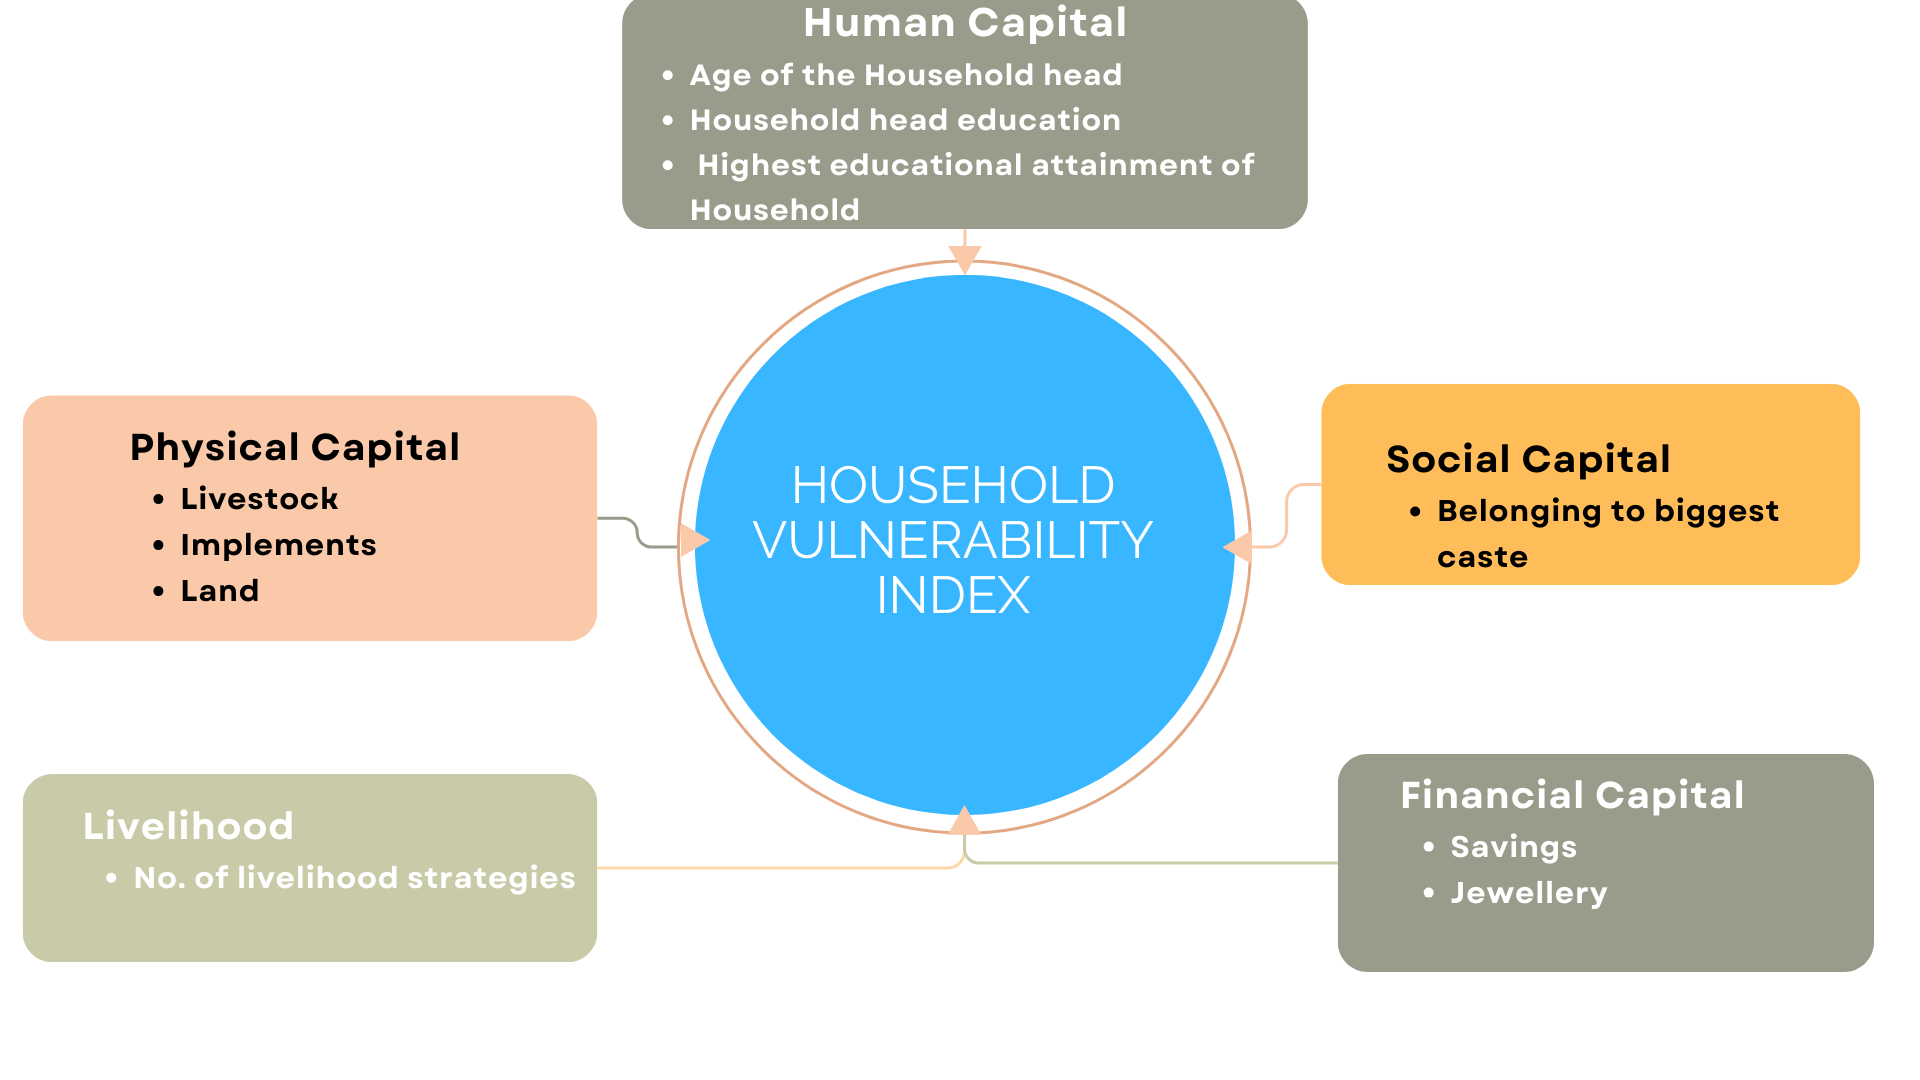 Human Capital
• Age of the Household head
• Household head education
• Highest educational attainment of
Household
Physical Capital
• Livestock
• Implements
• Land
HOUSEHOLD
VULNERABILITY
INDEX
Social Capital
• Belonging to biggest
caste
Livelihood
• No. of livelihood strategies
Financial Capital
• Savings
• Jewellery